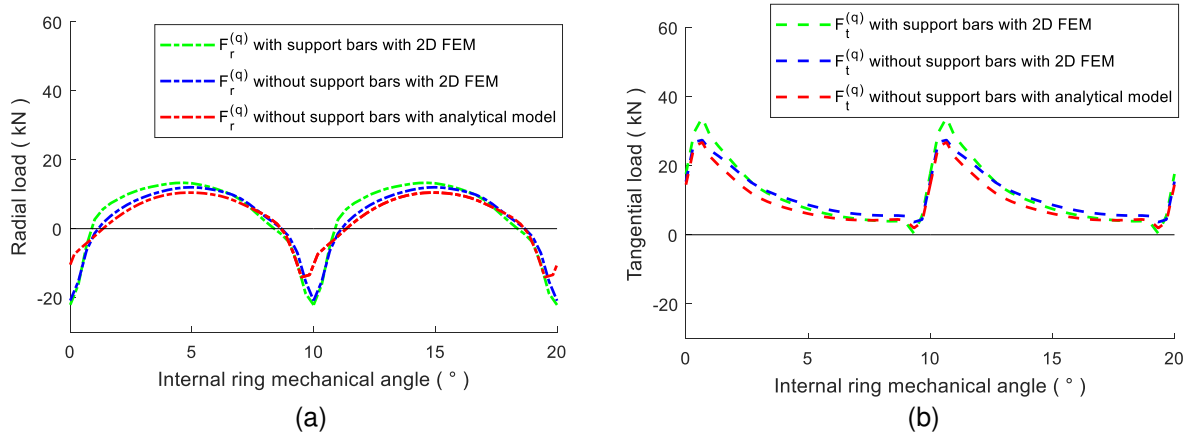 60
40
20
0
-20
0
5
10
15
20
Radial load ( kN )
Internal ring mechanical angle ( ° )
F_r^(q) with support bars with 2D FEM
F_r^(q) without support bars with 2D FEM
F_r^(q) without support bars with analytical model
(a)
60
40
20
0
-20
0
5
10
15
20
Tangential load ( kN )
Internal ring mechanical angle ( ° )
F_t^(q) with support bars with 2D FEM
F_t^(q) without support bars with 2D FEM
F_t^(q) without support bars with analytical model
(b)